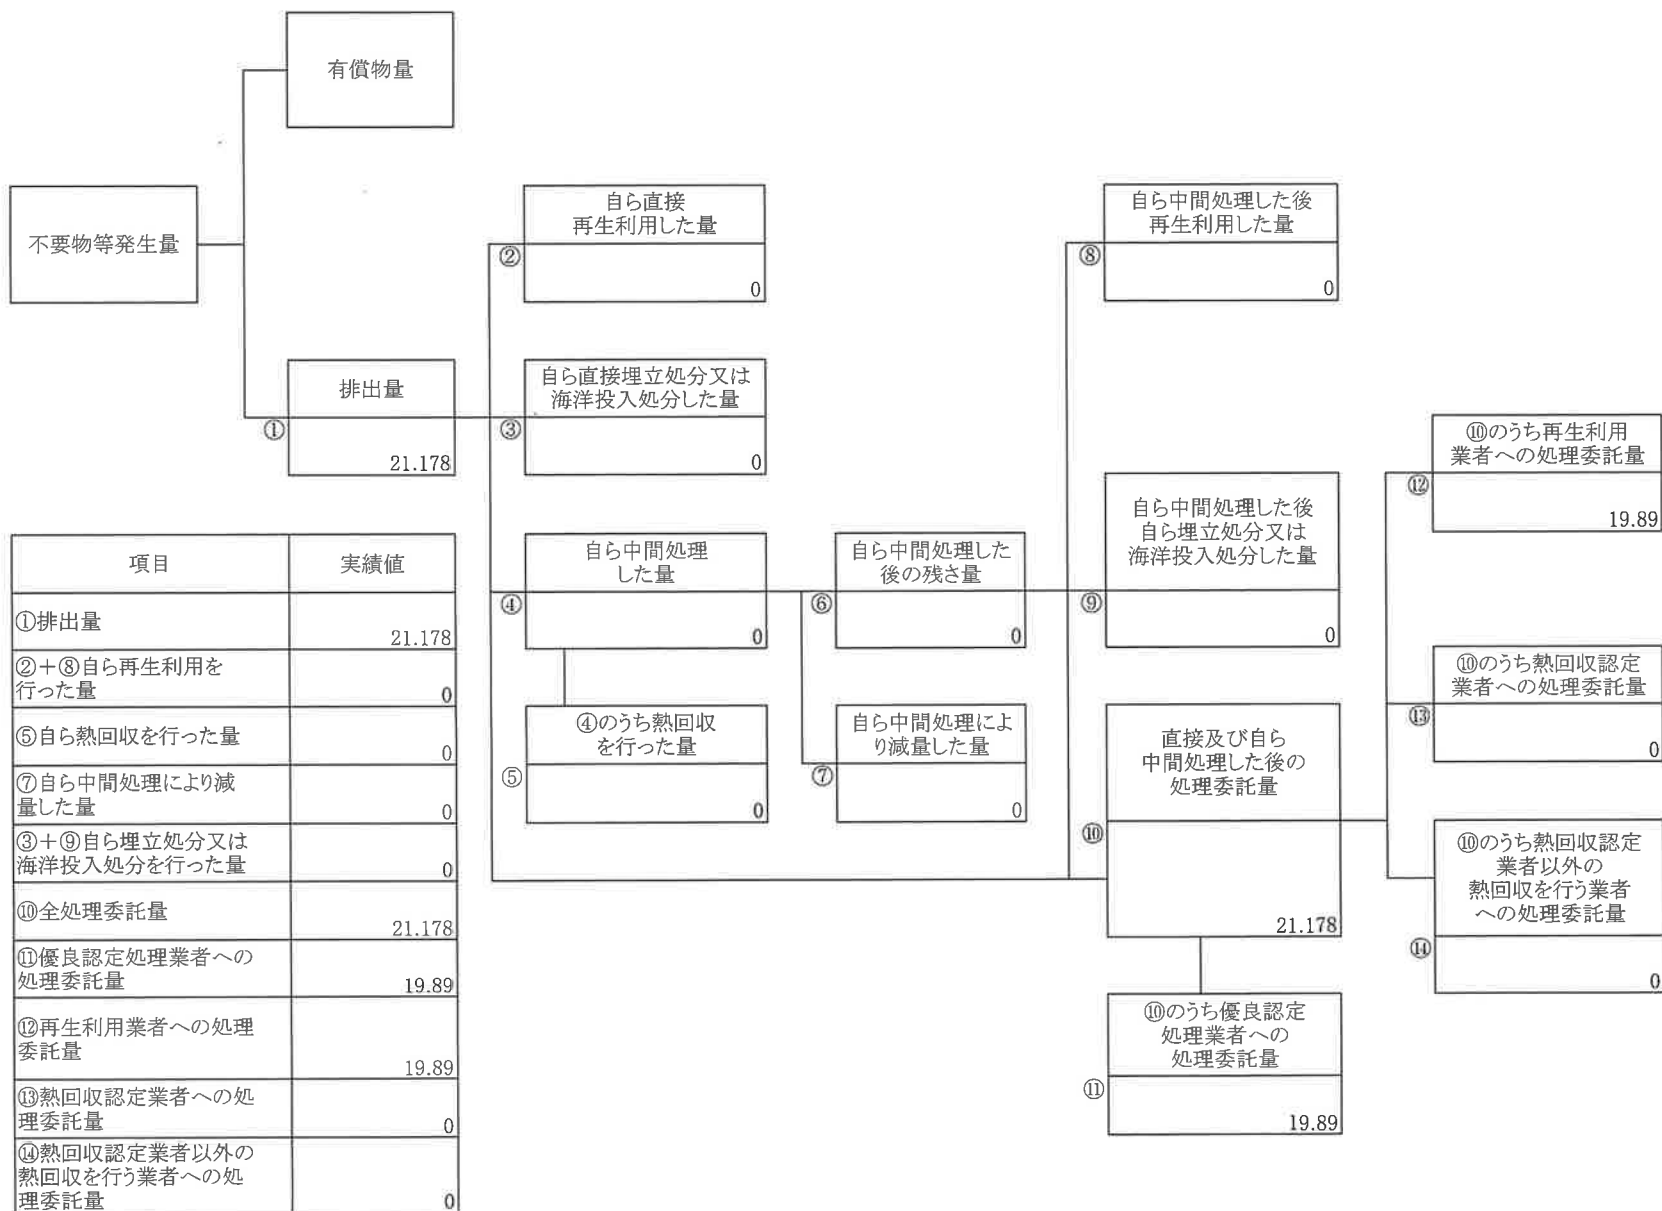 有償物量
不要物等発生量
排出量
①
21.178
自ら直接
再生利用した量
②
0
自ら直接埋立処分又は
海洋投入処分した量
③
0
自ら中間処理
した量
④
0
④のうち熱回収
を行った量
⑤
0
自ら中間処理した
後の残さ量
⑥
0
自ら中間処理によ
り減量した量
⑦
0
自ら中間処理した後
再生利用した量
⑧
0
自ら中間処理した後
自ら埋立処分又は
海洋投入処分した量
⑨
0
直接及び自ら
中間処理した後の
処理委託量
⑩
21.178
⑩のうち優良認定
処理業者への
処理委託量
⑪
19.89
⑩のうち再生利用
業者への処理委託量
⑫
19.89
⑩のうち熱回収認定
業者への処理委託量
⑬
0
⑩のうち熱回収認定
業者以外の
熱回収を行う業者
への処理委託量
⑭
0
項目 実績値
①排出量
21.178
②+⑧自ら再生利用を
行った量 0
⑤自ら熱回収を行った量
0
⑦自ら中間処理により減
量した量 0
③+⑨自ら埋立処分又は
海洋投入処分を行った量 0
⑩全処理委託量
21.178
⑪優良認定処理業者への
処理委託量 19.89
⑫再生利用業者への処理
委託量
19.89
⑬熱回収認定業者への処
理委託量 0
⑭熱回収認定業者以外の
熱回収を行う業者への処
理委託量 0